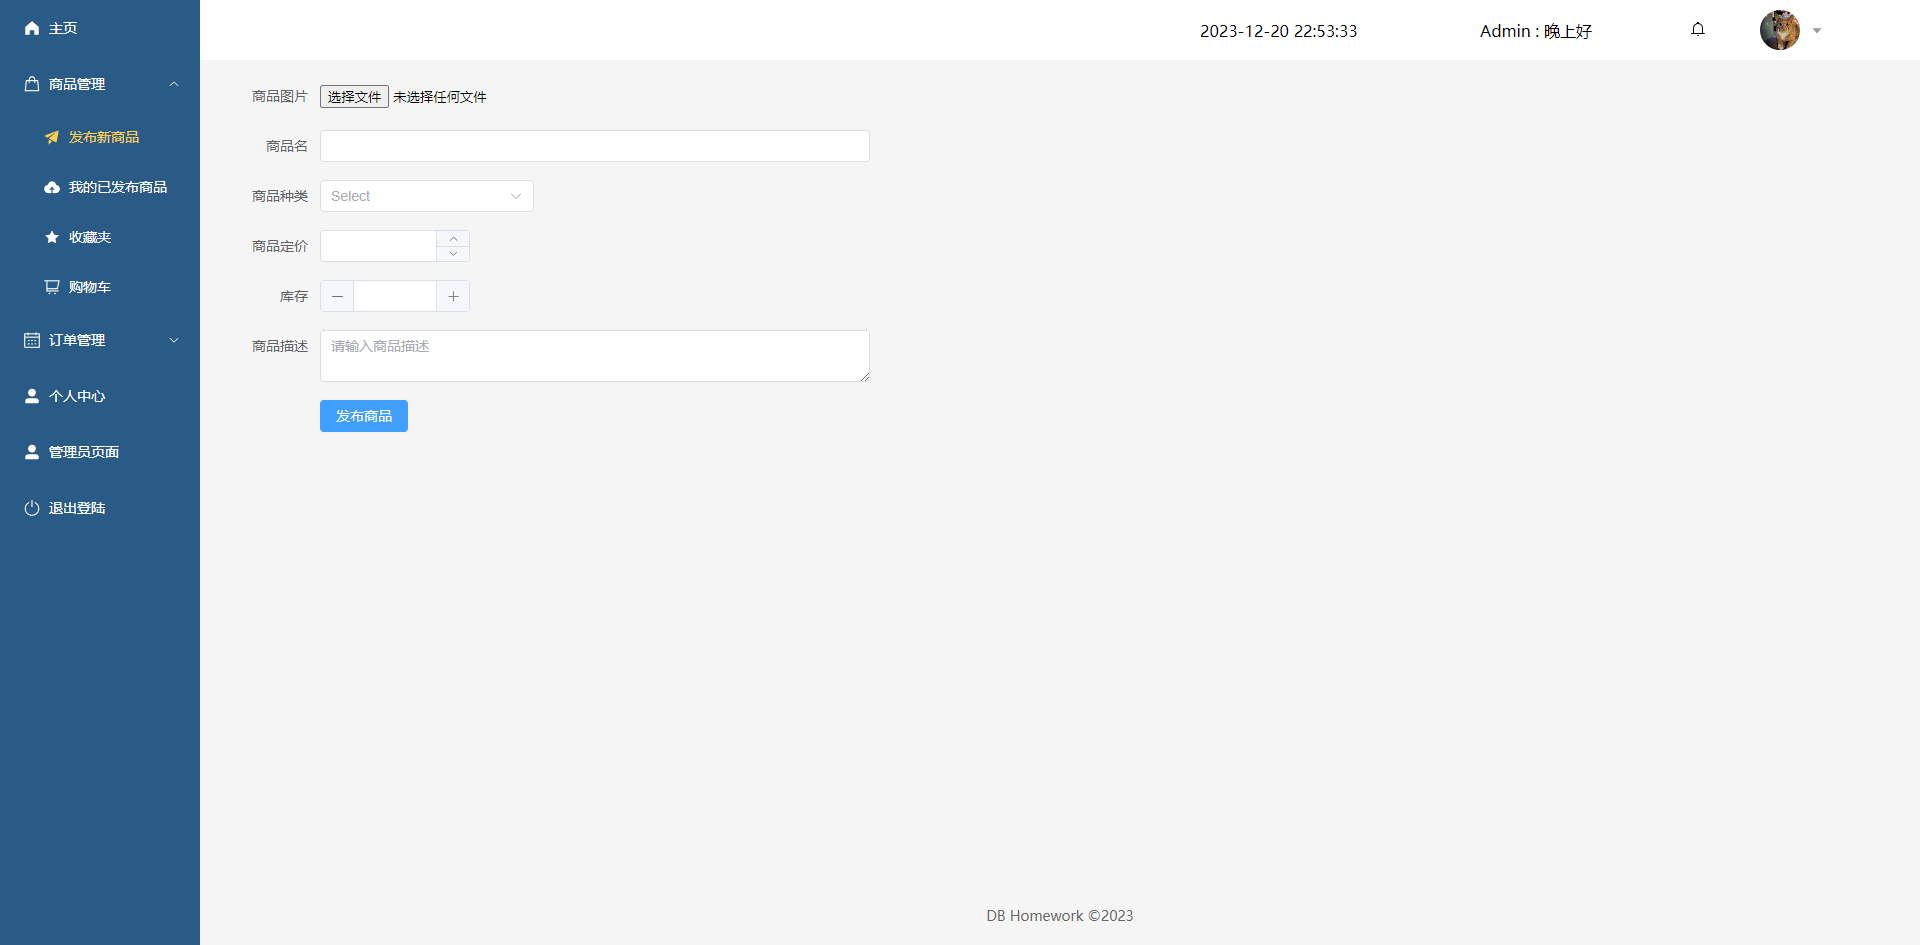 主页
商品管理
发布新商品
我的已发布商品
收藏夹
购物车
订单管理
个人中心
管理员页面
退出登陆
2023-12-20 22:53:33
Admin : 晚上好
商品图片 选择文件 未选择任何文件
商品名
商品种类 Select
商品定价
库存
商品描述 请输入商品描述
发布商品
DB Homework ©2023